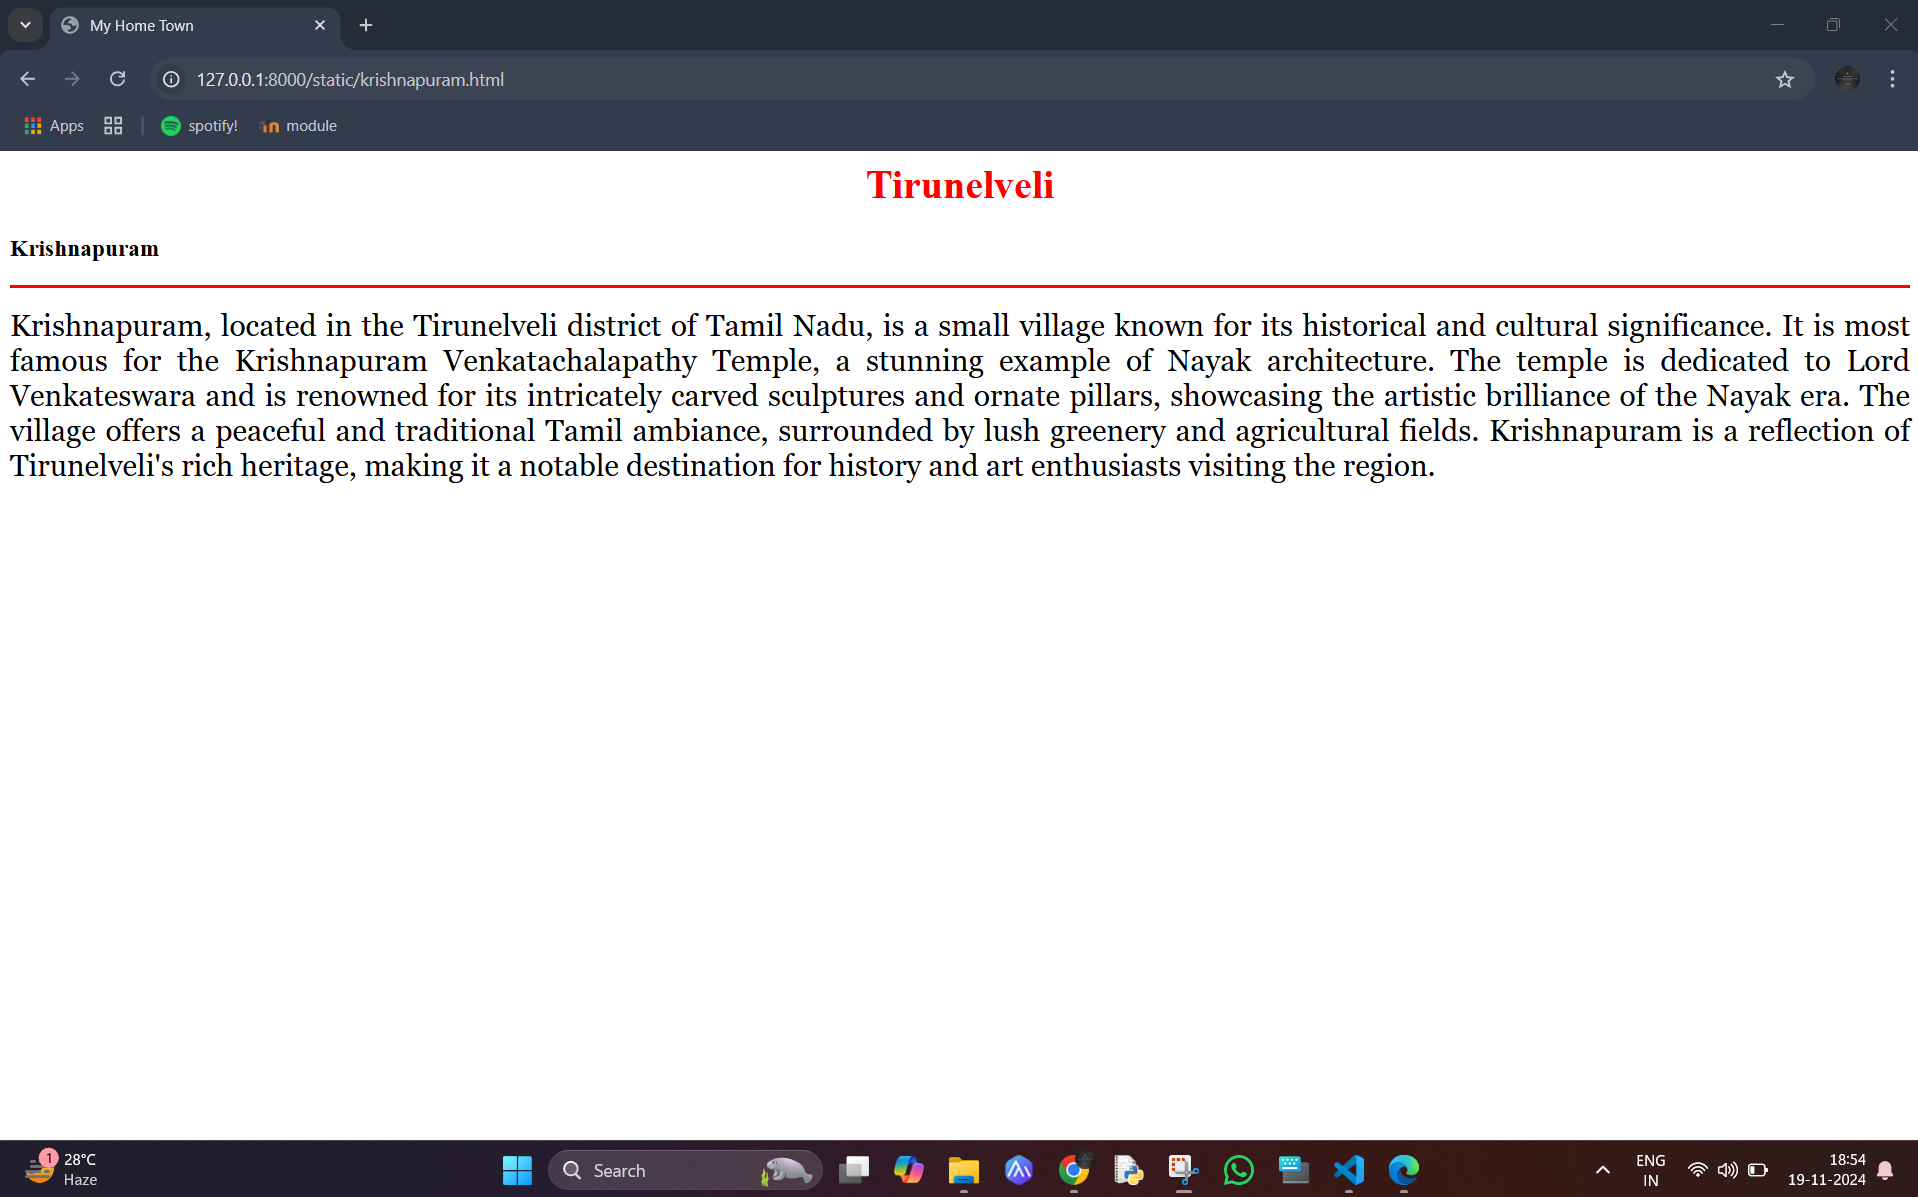 My Home Town
127.0.0.1:8000/static/krishnapuram.html
Apps
spotify!
module
Tirunelveli
Krishnapuram
Krishnapuram, located in the Tirunelveli district of Tamil Nadu, is a small village known for its historical and cultural significance. It is most
famous for the Krishnapuram Venkatachalapathy Temple, a stunning example of Nayak architecture. The temple is dedicated to Lord
Venkateswara and is renowned for its intricately carved sculptures and ornate pillars, showcasing the artistic brilliance of the Nayak era. The
village offers a peaceful and traditional Tamil ambiance, surrounded by lush greenery and agricultural fields. Krishnapuram is a reflection of
Tirunelveli's rich heritage, making it a notable destination for history and art enthusiasts visiting the region.
1
28°C
Haze
Search
ENG
IN
18:54
19-11-2024